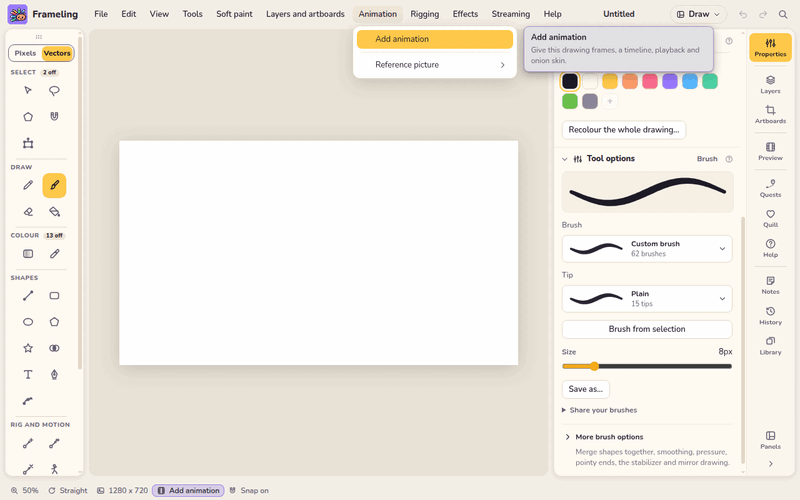 Frameling
File
Edit
View
Tools
Soft paint
Layers and artboards
Animation
Rigging
Effects
Streaming
Help
Untitled
Draw
Add animation
Reference picture
Add animation
Give this drawing frames, a timeline, playback and
onion skin.
Pixels
Vectors
SELECT
2 off
DRAW
COLOUR
13 off
SHAPES
RIG AND MOTION
Recolour the whole drawing...
Tool options
Brush
Brush
Custom brush
62 brushes
Tip
Plain
15 tips
Brush from selection
Size
8px
Save as...
Share your brushes
More brush options
Merge shapes together, smoothing, pressure,
pointy ends, the stabilizer and mirror drawing.
Properties
Layers
Artboards
Preview
Quests
Quill
Help
Notes
History
Library
Panels
50%
Straight
1280 x 720
Add animation
Snap on